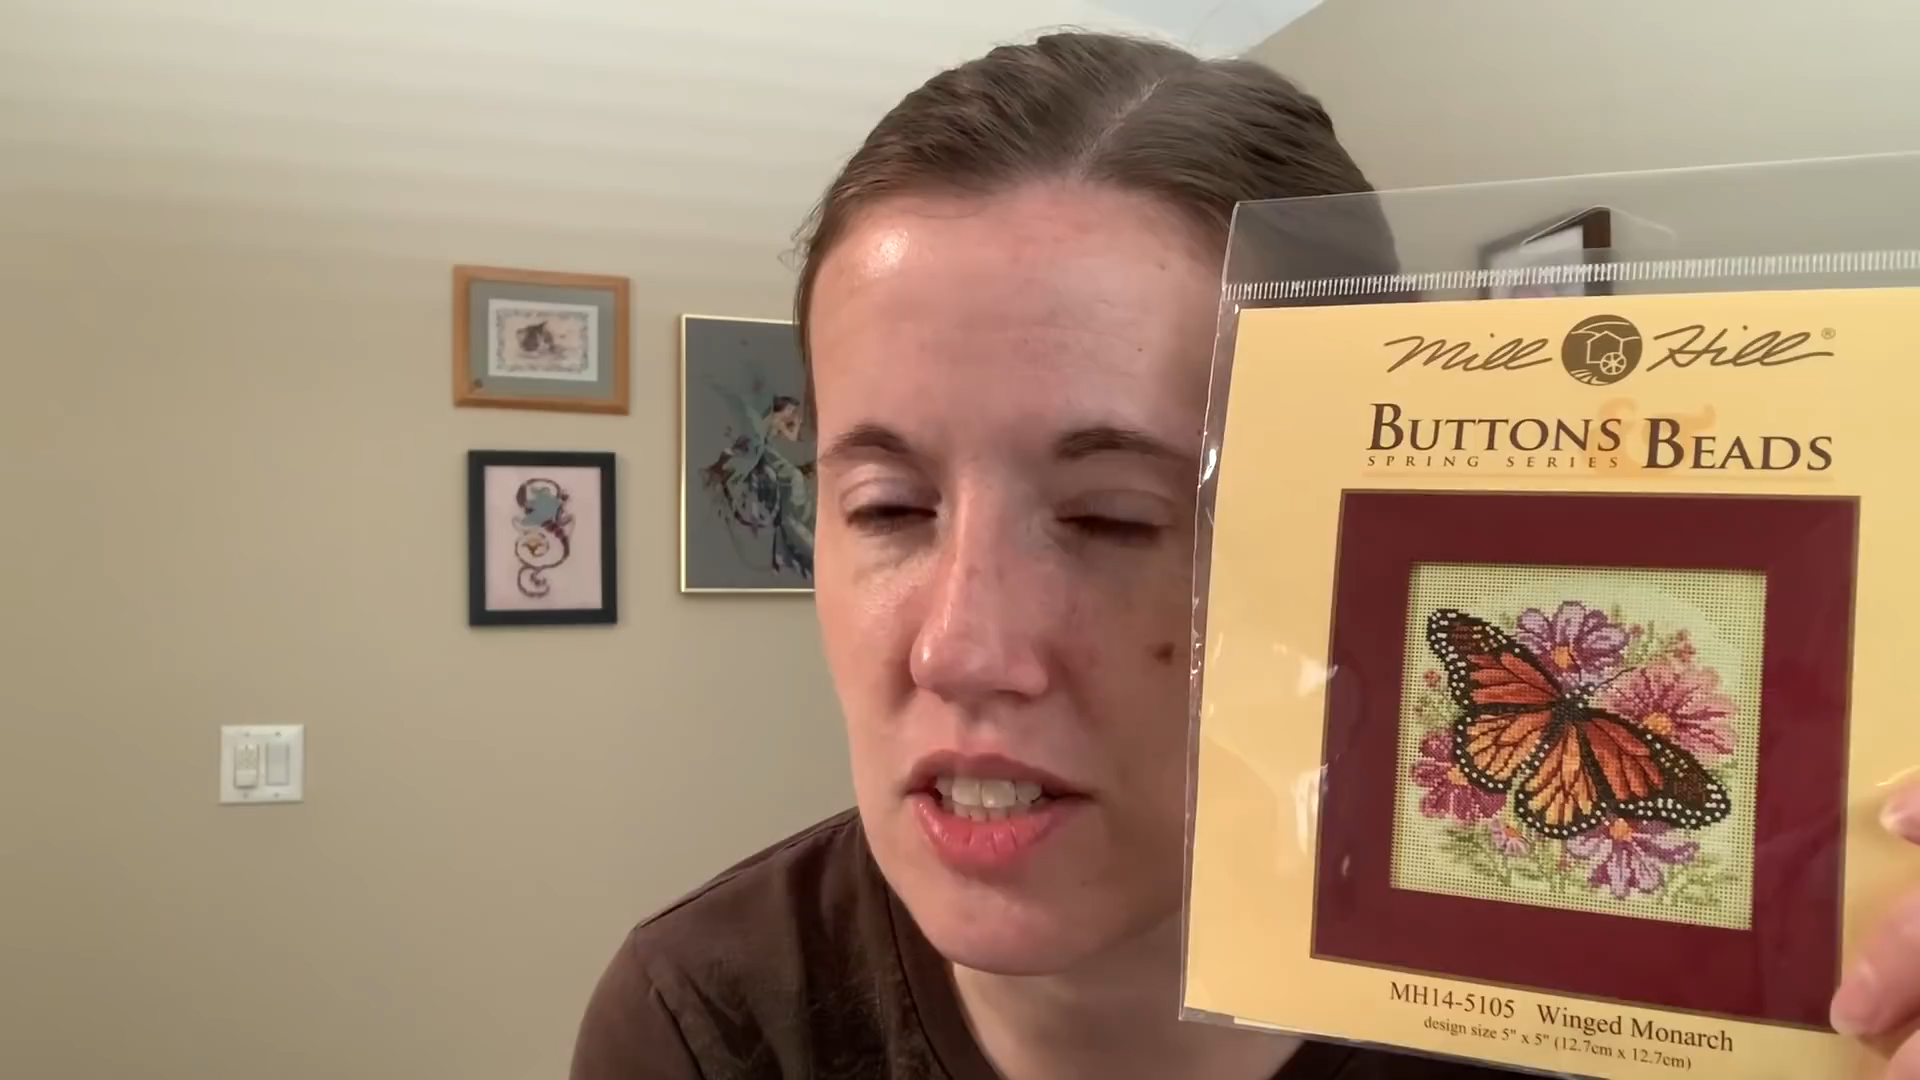 Mill Hill®
BUTTONS & BEADS
SPRING SERIES
MH14-5105 Winged Monarch
design size 5" x 5" (12.7cm x 12.7cm)